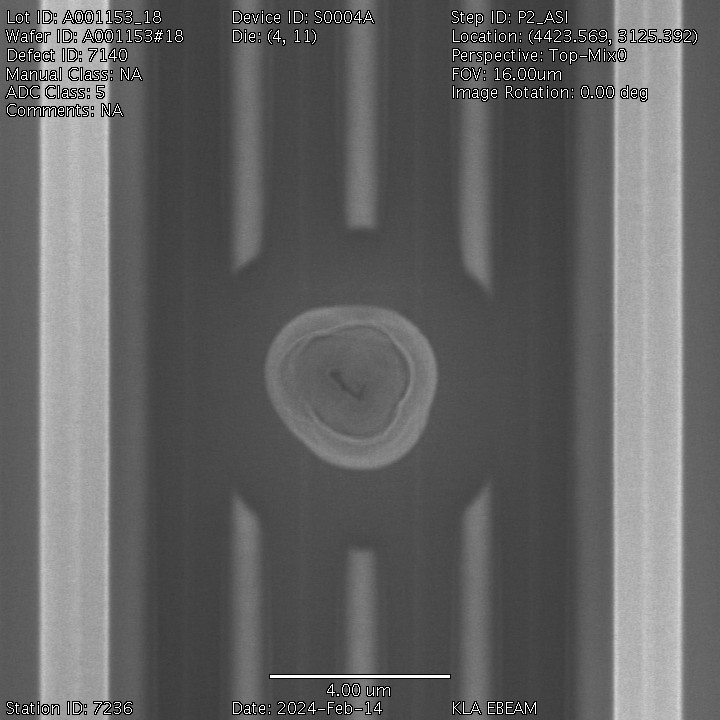 Lot ID: A001153_18
Wafer ID: A001153#18
Defect ID: 7140
Manual Class: NA
ADC Class: 5
Comments: NA
Device ID: S0004A
Die: (4, 11)
Step ID: P2_ASI
Location: (4423.569, 3125.392)
Perspective: Top-Mix0
FOV: 16.00um
Image Rotation: 0.00 deg
4.00 um
Station ID: 7236
Date: 2024-Feb-14
KLA EBEAM